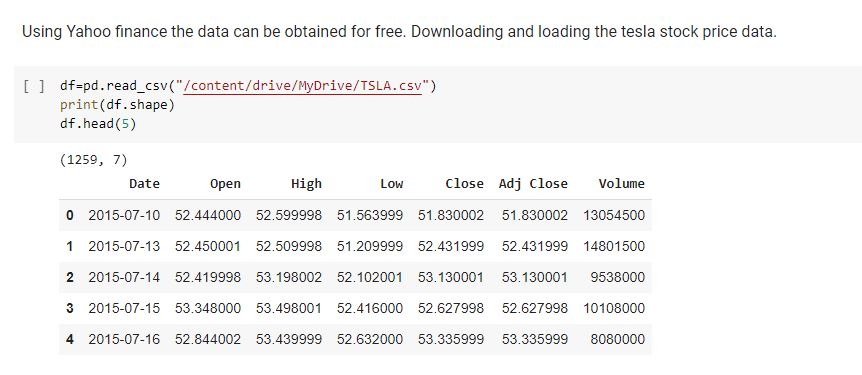 Using Yahoo finance the data can be obtained for free. Downloading and loading the tesla stock price data.
[ ] df=pd.read_csv("/content/drive/MyDrive/TSLA.csv")
print(df.shape)
df.head(5)
(1259, 7)
Date Open High Low Close Adj Close Volume
0 2015-07-10 52.444000 52.599998 51.563999 51.830002 51.830002 13054500
1 2015-07-13 52.450001 52.509998 51.209999 52.431999 52.431999 14801500
2 2015-07-14 52.419998 53.198002 52.102001 53.130001 53.130001 9538000
3 2015-07-15 53.348000 53.498001 52.416000 52.627998 52.627998 10108000
4 2015-07-16 52.844002 53.439999 52.632000 53.335999 53.335999 8080000